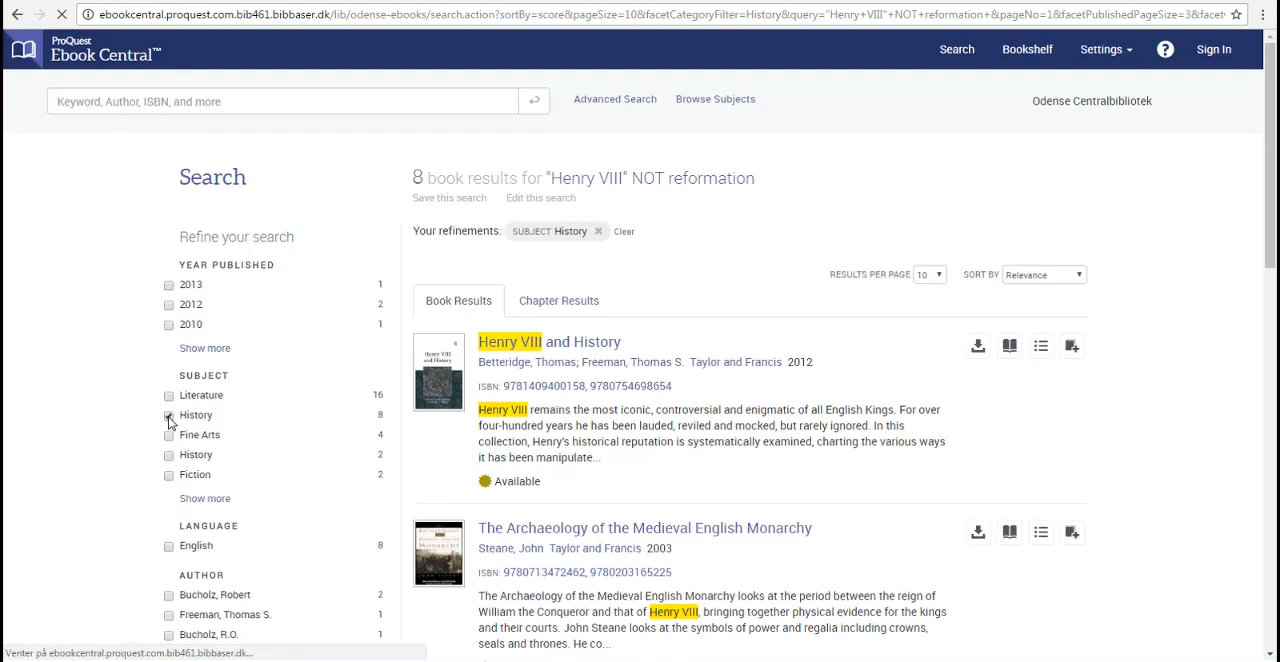 ebookcentral.proquest.com.bib461.bibbaser.dk/lib/odense-ebooks/search.action?sortBy=score&pageSize=10&facetCategoryFilter=History&query="Henry+VIII"+NOT+reformation+&pageNo=1&facetPublishedPageSize=3&facet
ProQuest
Ebook Central™
Search Bookshelf Settings ? Sign In
Keyword, Author, ISBN, and more
Advanced Search Browse Subjects Odense Centralbibliotek
Search
8 book results for "Henry VIII" NOT reformation
Save this search Edit this search
Refine your search
YEAR PUBLISHED
2013 1
2012 2
2010 1
Show more
SUBJECT
Literature 16
History 8
Fine Arts 4
History 2
Fiction 2
Show more
LANGUAGE
English 8
AUTHOR
Bucholz, Robert 2
Freeman, Thomas S. 1
Bucholz, R.O. 1
Your refinements: SUBJECT History Clear
RESULTS PER PAGE 10 SORT BY Relevance
Book Results Chapter Results
Henry VIII and History
Henry VIII and History
Betteridge, Thomas; Freeman, Thomas S. Taylor and Francis 2012
ISBN: 9781409400158, 9780754698654
Henry VIII remains the most iconic, controversial and enigmatic of all English Kings. For over
four-hundred years he has been lauded, reviled and mocked, but rarely ignored. In this
collection, Henry's historical reputation is systematically examined, charting the various ways
it has been manipulate...
Available
The Archaeology of the Medieval English Monarchy
Steane, John Taylor and Francis 2003
ISBN: 9780713472462, 9780203165225
The Archaeology of the Medieval English Monarchy looks at the period between the reign of
William the Conqueror and that of Henry VIII, bringing together physical evidence for the kings
and their courts. John Steane looks at the symbols of power and regalia including crowns,
seals and thrones. He co...
Venter på ebookcentral.proquest.com.bib461.bibbaser.dk...